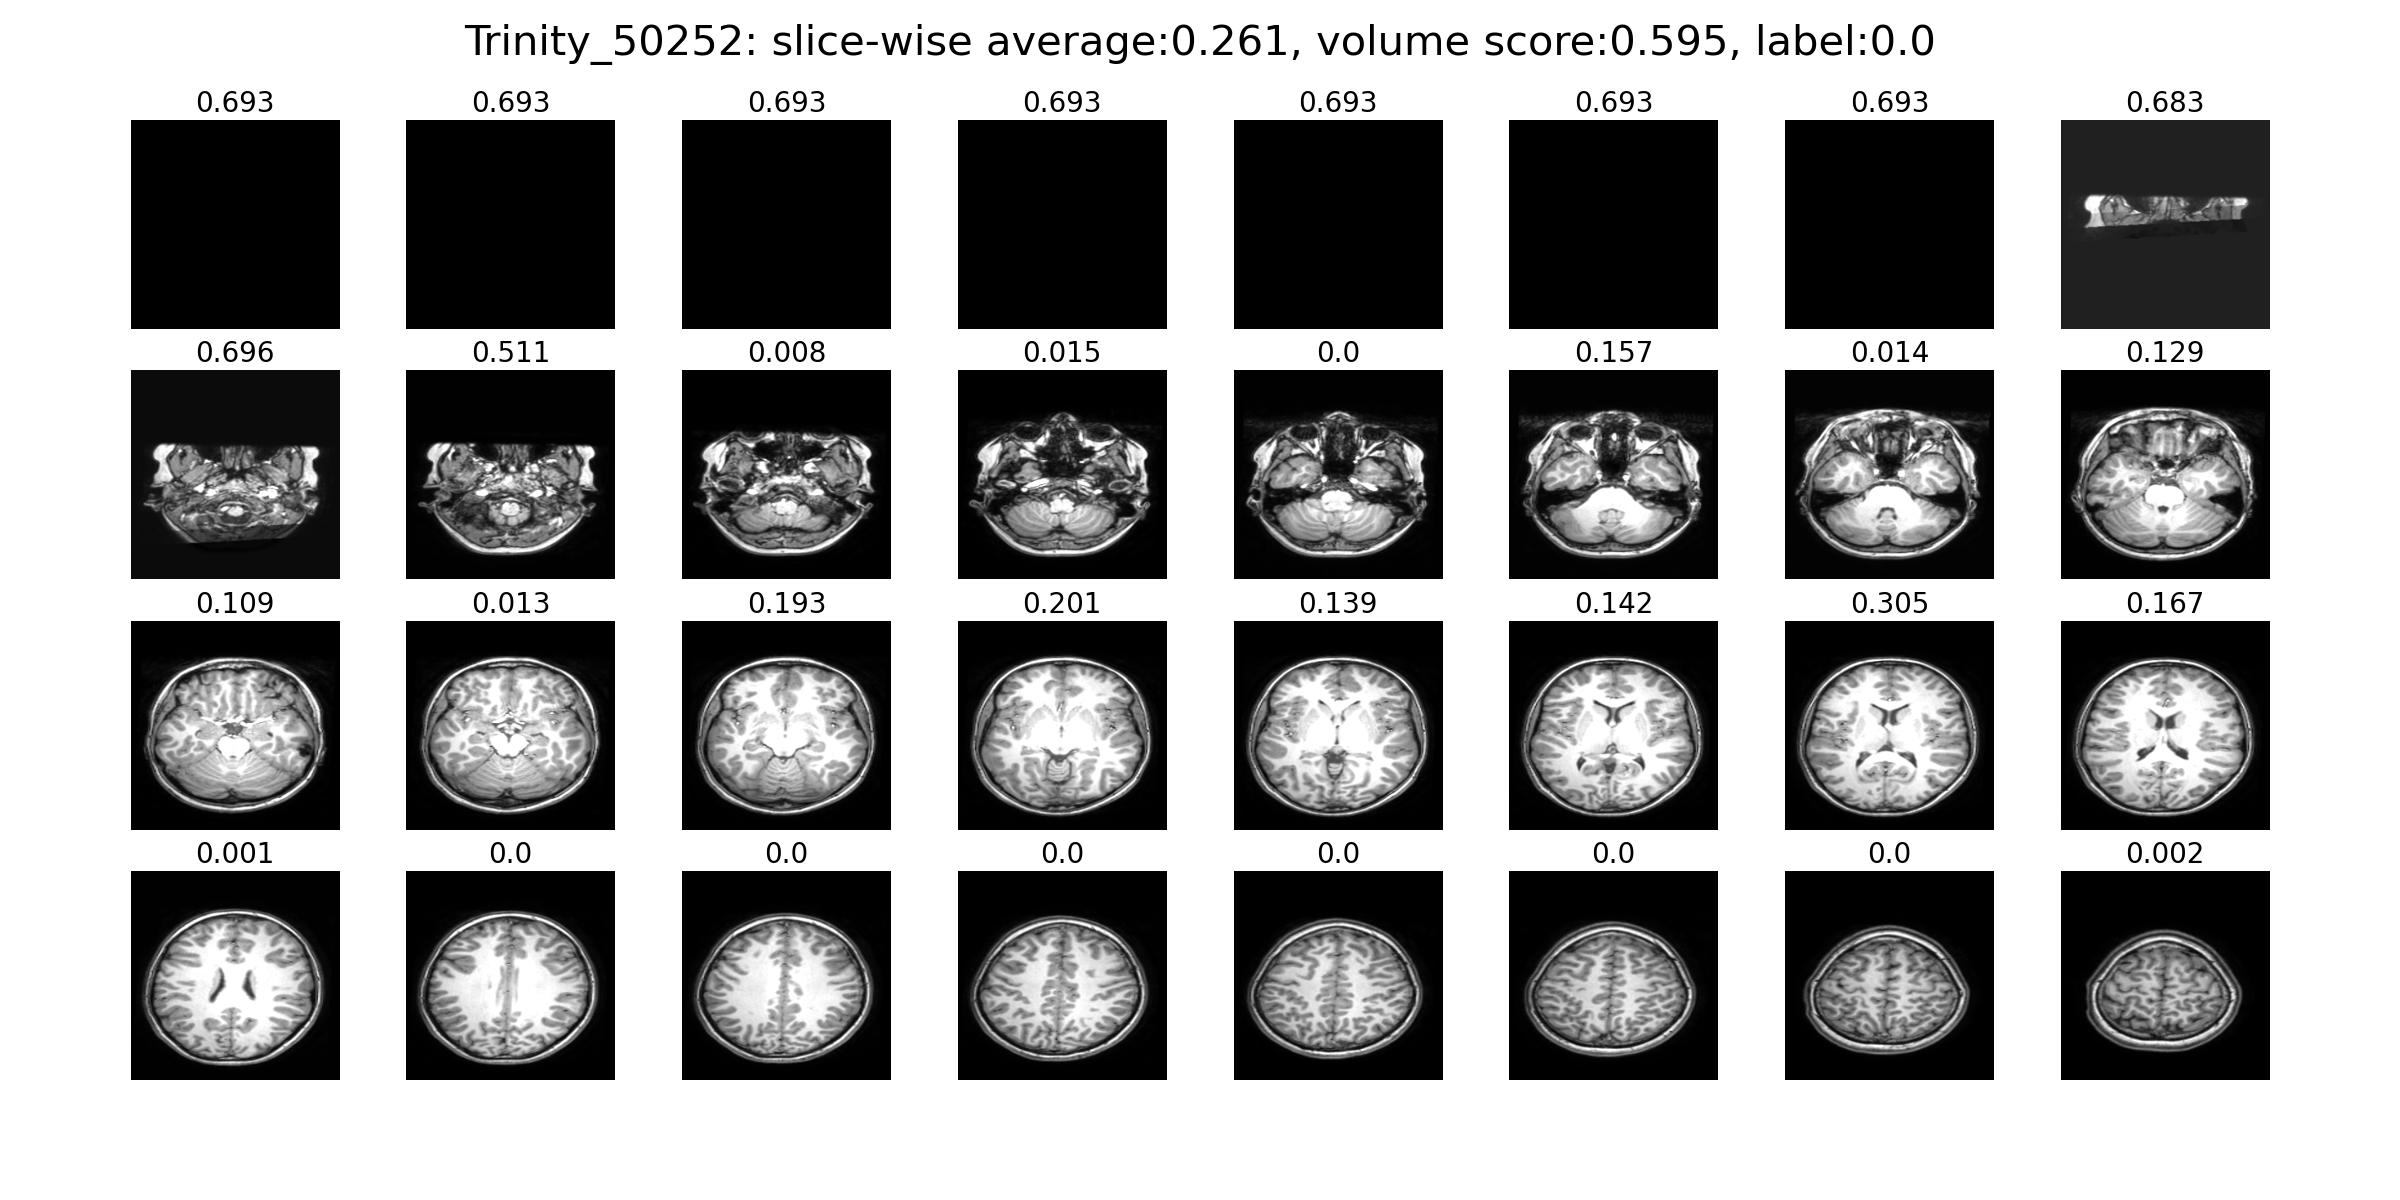 Trinity_50252: slice-wise average:0.261, volume score:0.595, label:0.0
0.693 0.693 0.693 0.693 0.693 0.693 0.693 0.683
0.696 0.511 0.008 0.015 0.0 0.157 0.014 0.129
0.109 0.013 0.193 0.201 0.139 0.142 0.305 0.167
0.001 0.0 0.0 0.0 0.0 0.0 0.0 0.002